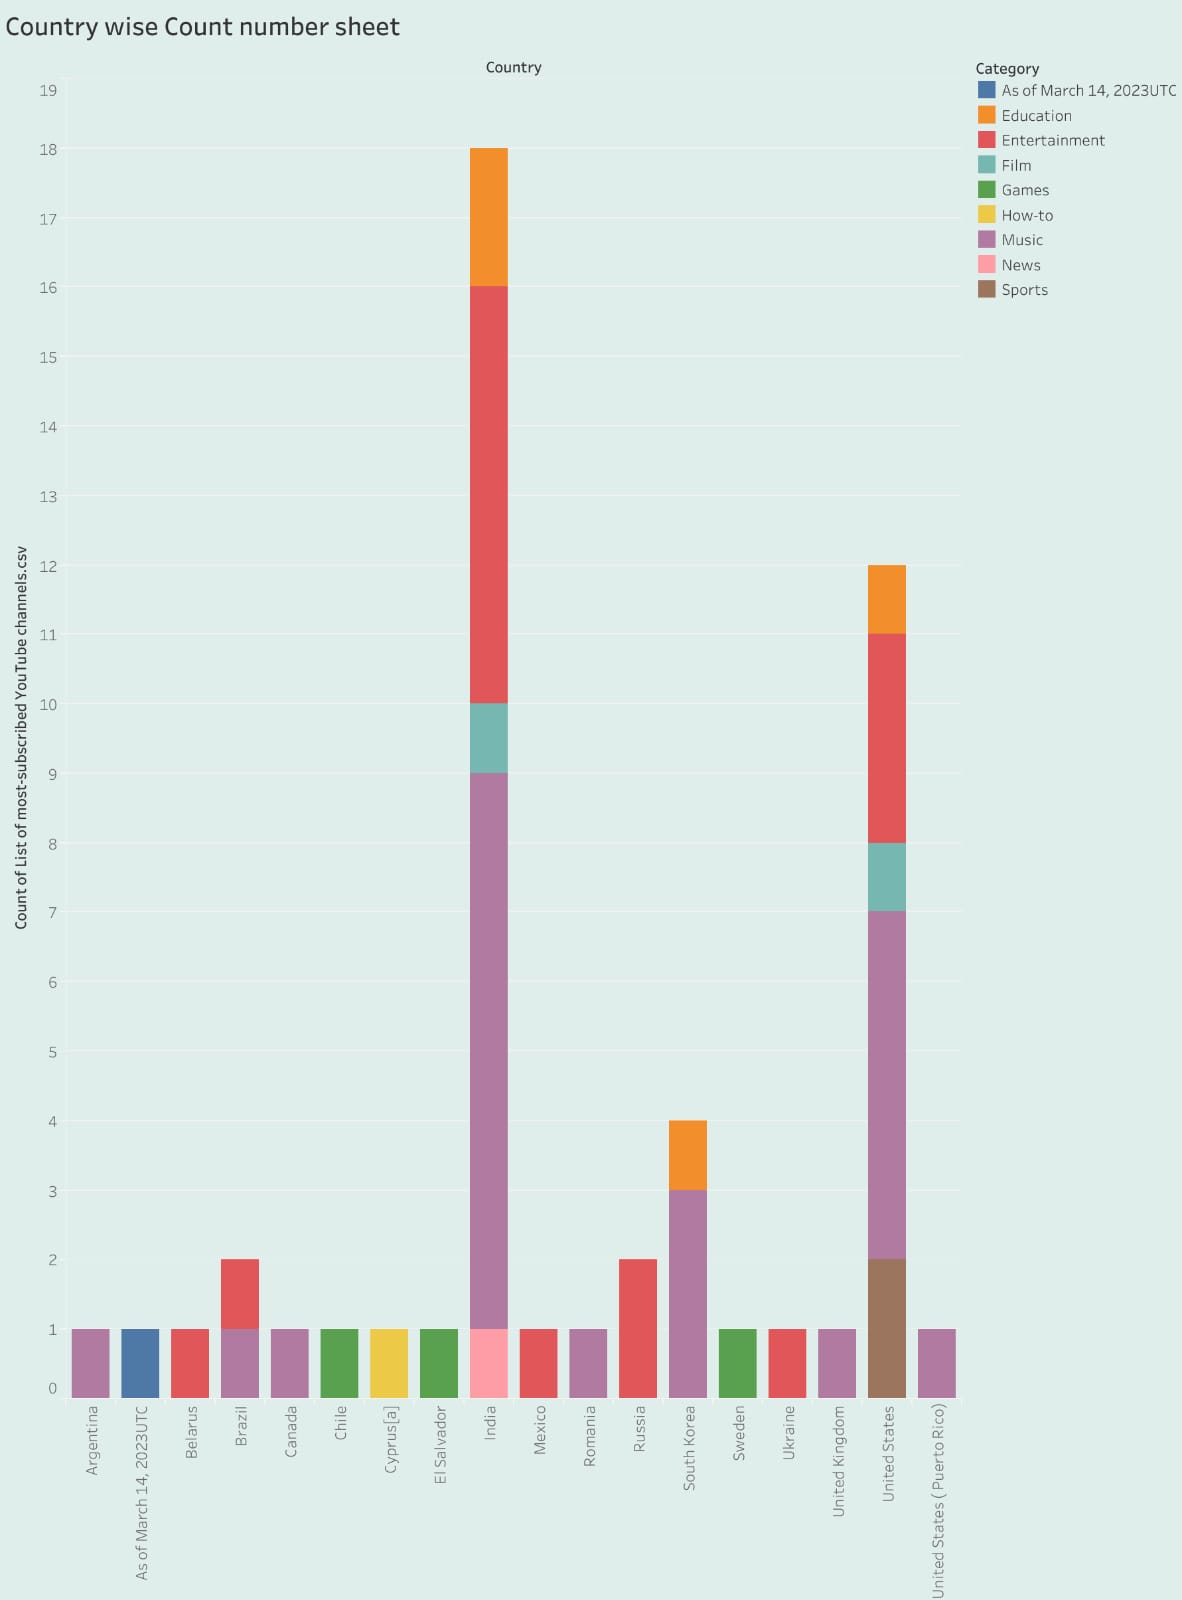 Country wise Count number sheet
Country
Category
As of March 14, 2023UTC
Education
Entertainment
Film
Games
How-to
Music
News
Sports
Count of List of most-subscribed YouTube channels.csv
19
18
17
16
15
14
13
12
11
10
9
8
7
6
5
4
3
2
1
0
Argentina
As of March 14, 2023UTC
Belarus
Brazil
Canada
Chile
Cyprus[a]
El Salvador
India
Mexico
Romania
Russia
South Korea
Sweden
Ukraine
United Kingdom
United States
United States ( Puerto Rico)